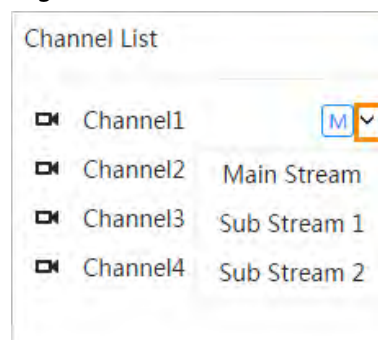 Channel List
Channel1 M
Channel2 Main Stream
Channel3 Sub Stream 1
Channel4 Sub Stream 2